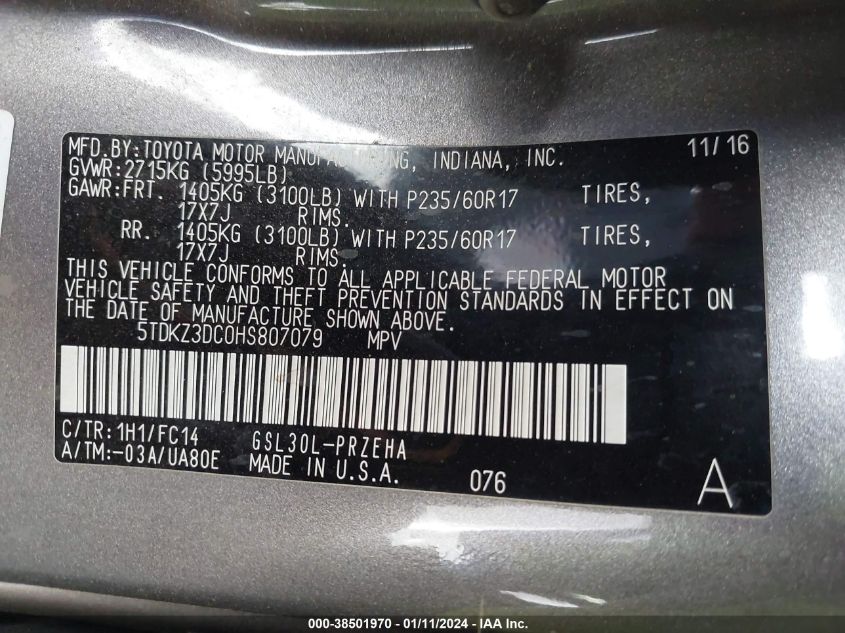 MFD. BY: TOYOTA MOTOR MANUFACTURING, INDIANA, INC. 11/16
GVWR: 2715KG (5995LB)
GAWR: FRT. 1405KG (3100LB) WITH P235/60R17 TIRES,
17X7J RIMS.
RR. 1405KG (3100LB) WITH P235/60R17 TIRES,
17X7J RIMS.
THIS VEHICLE CONFORMS TO ALL APPLICABLE FEDERAL MOTOR
VEHICLE SAFETY AND THEFT PREVENTION STANDARDS IN EFFECT ON
THE DATE OF MANUFACTURE SHOWN ABOVE.
5TDKZ3DC0HS807079 MPV
C/TR: 1H1/FC14 GSL30L-PRZEHA
A/TM: -03A/UA80E MADE IN U.S.A.
076 A
000-38501970 - 01/11/2024 - IAA Inc.